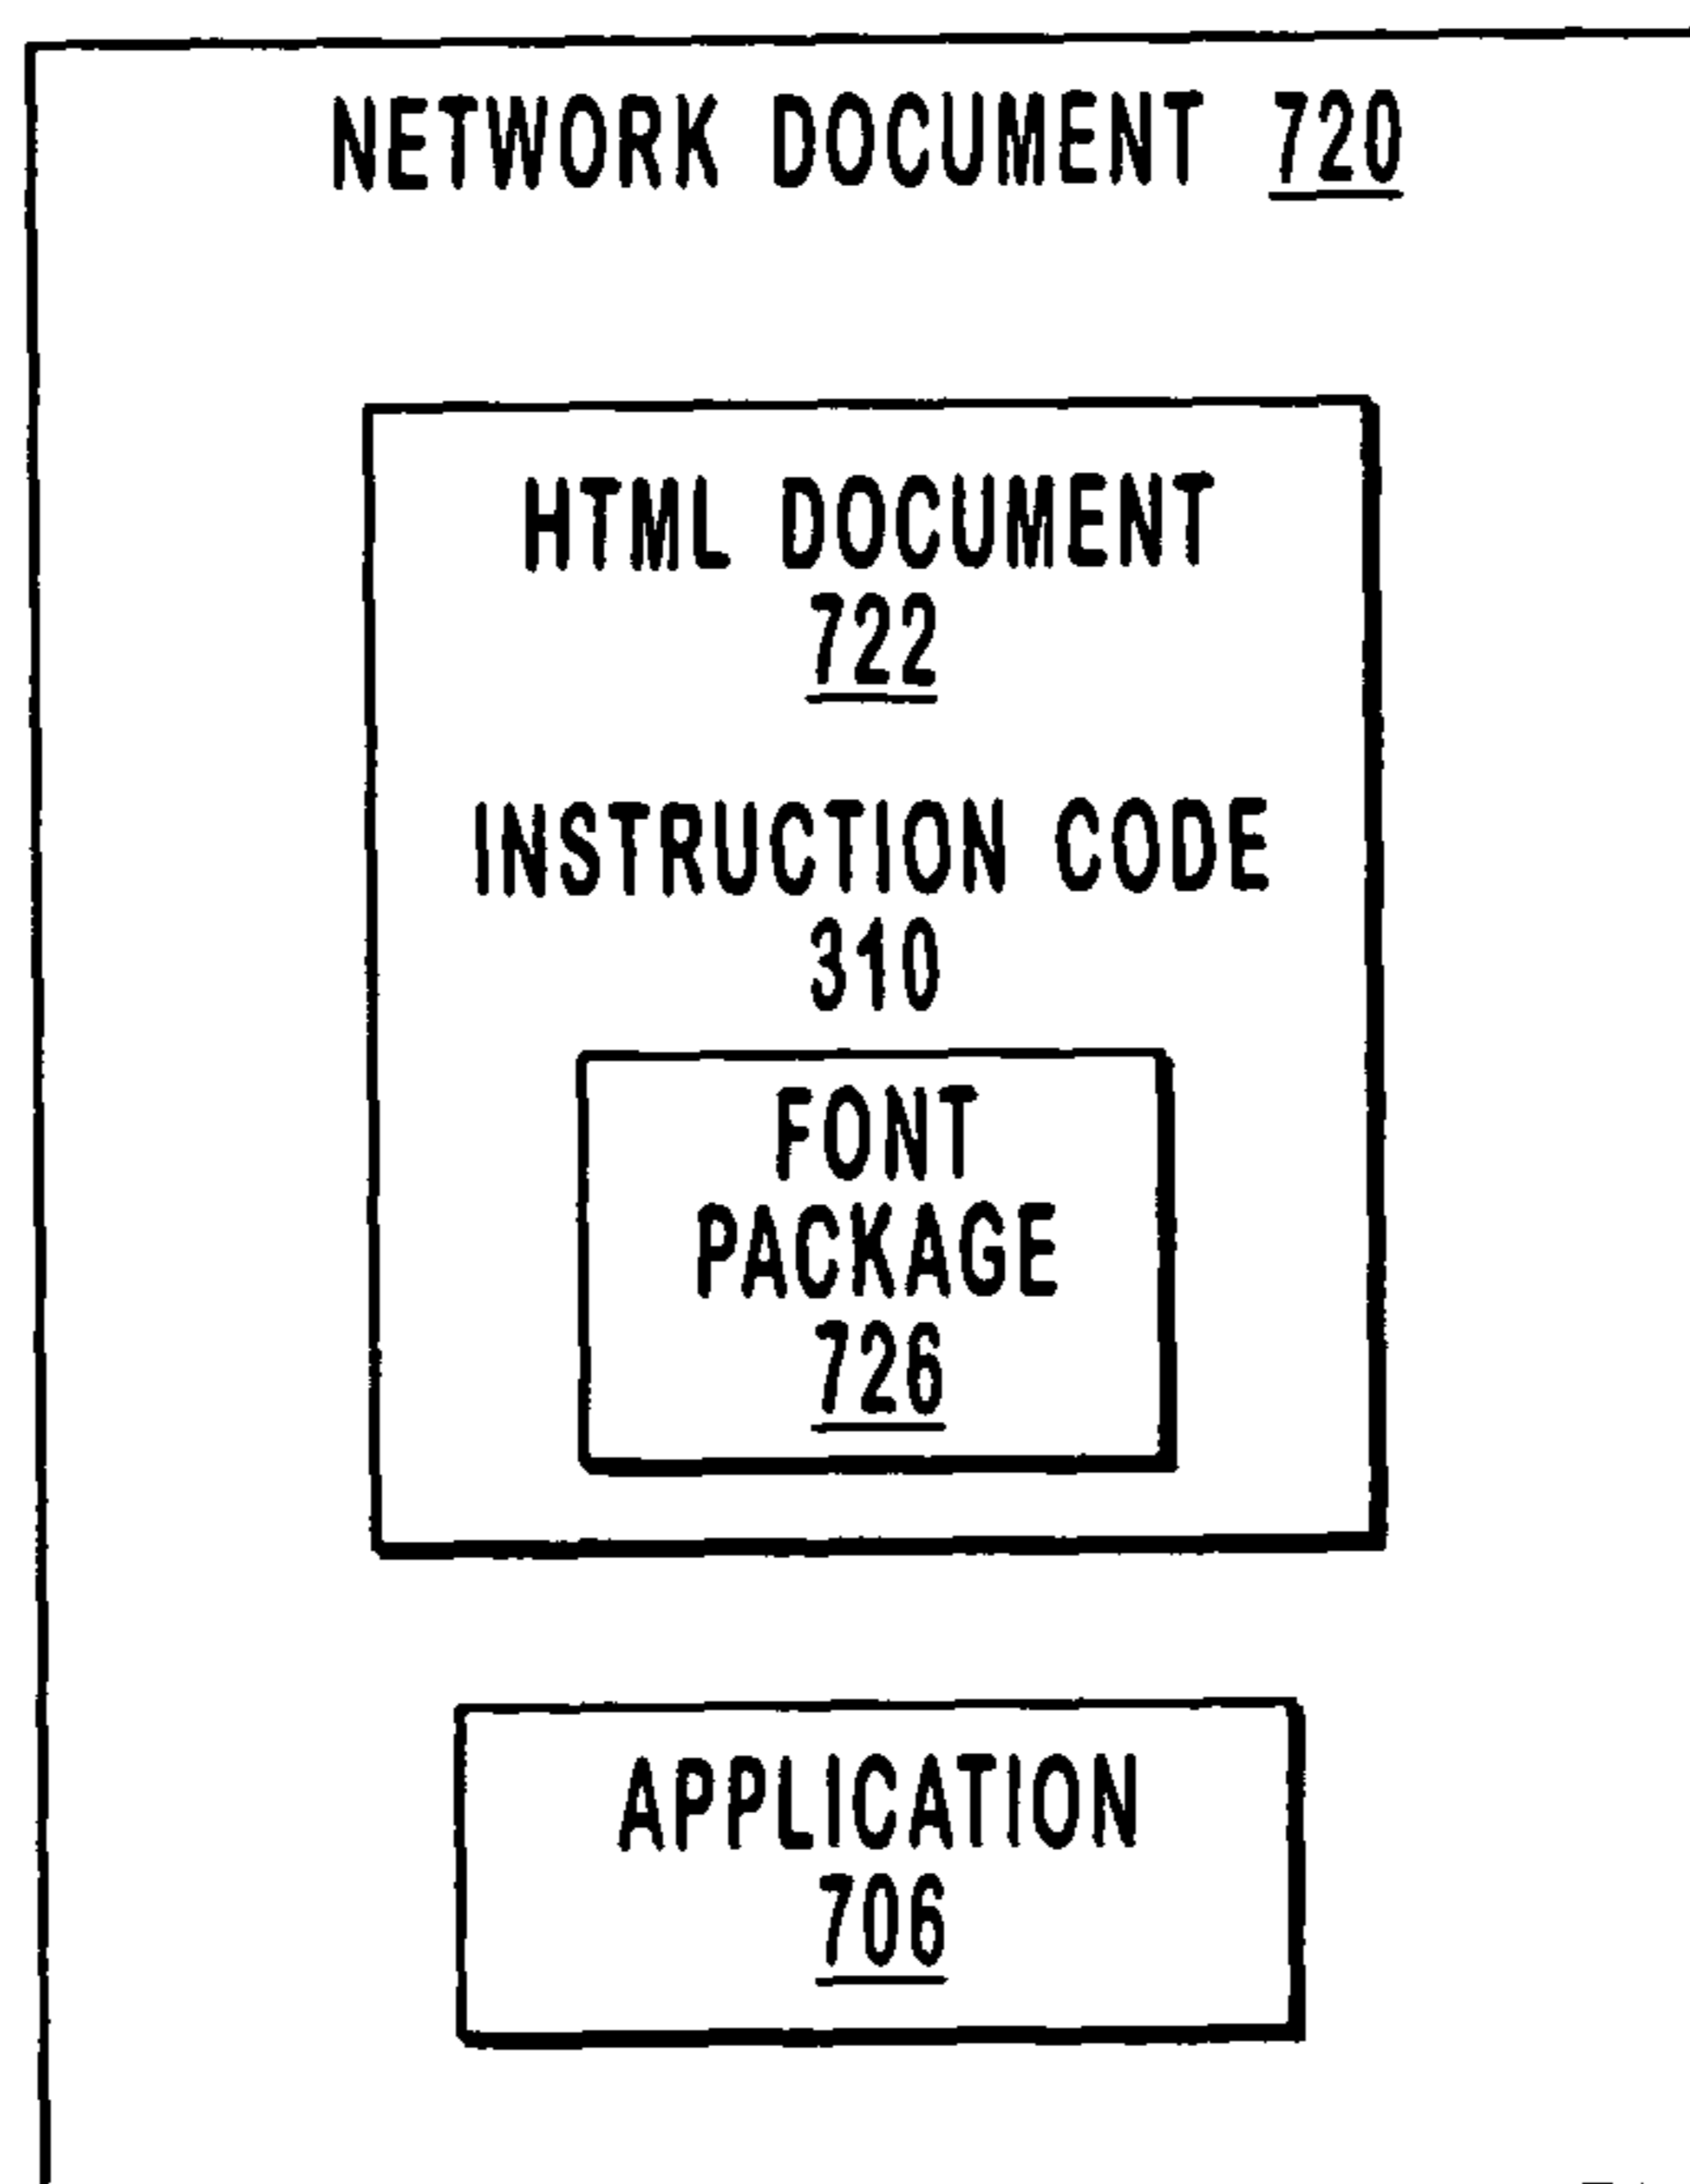 NETWORK DOCUMENT 720
HTML DOCUMENT
722
INSTRUCTION CODE
310
FONT
PACKAGE
726
APPLICATION
706